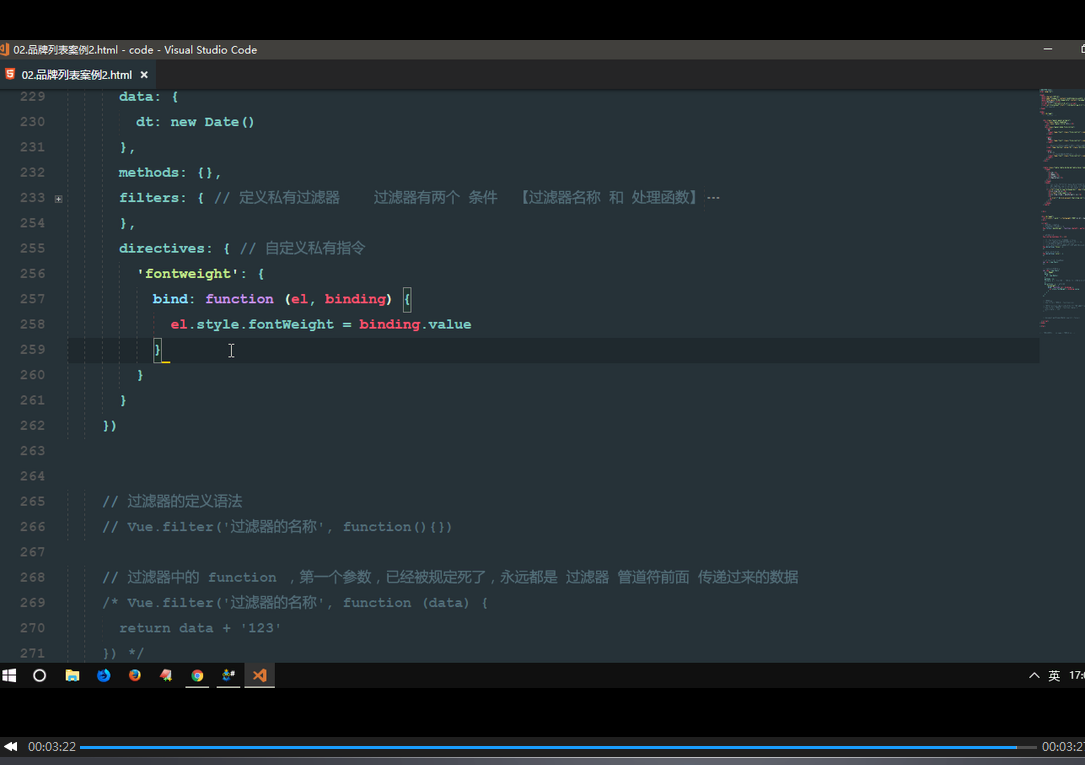 02.品牌列表案例2.html - code - Visual Studio Code
02.品牌列表案例2.html ×
229 data: {
230 dt: new Date()
231 },
232 methods: {},
233 filters: { // 定义私有过滤器 过滤器有两个 条件 【过滤器名称 和 处理函数】 ...
254 },
255 directives: { // 自定义私有指令
256 'fontweight': {
257 bind: function (el, binding) {
258 el.style.fontWeight = binding.value
259 }
260 }
261 }
262 })
263
264
265 // 过滤器的定义语法
266 // Vue.filter('过滤器的名称', function(){})
267
268 // 过滤器中的 function ，第一个参数，已经被规定死了，永远都是 过滤器 管道符前面 传递过来的数据
269 /* Vue.filter('过滤器的名称', function (data) {
270 return data + '123'
271 }) */
英 17:
00:03:22 00:03:2